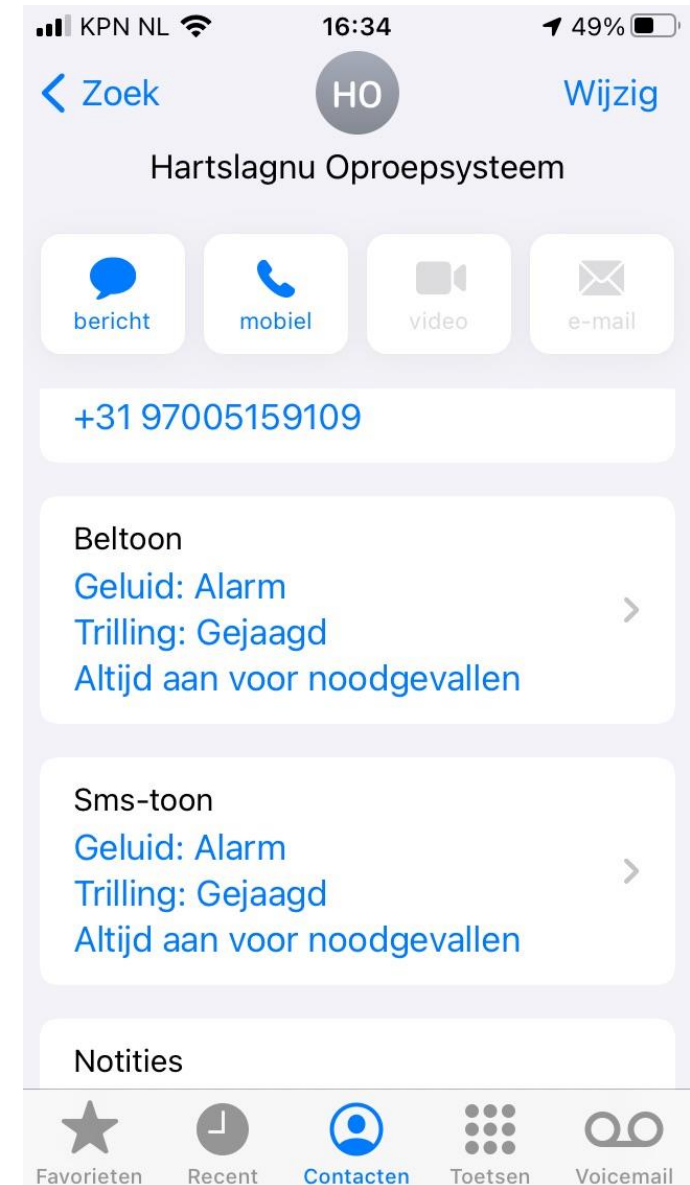 KPN NL 16:34 49%
Zoek HO Wijzig
Hartslagnu Oproepsysteem
bericht mobiel video e-mail
+31 97005159109
Beltoon
Geluid: Alarm
Trilling: Gejaagd
Altijd aan voor noodgevallen
Sms-toon
Geluid: Alarm
Trilling: Gejaagd
Altijd aan voor noodgevallen
Notities
Favorieten Recent Contacten Toetsen Voicemail